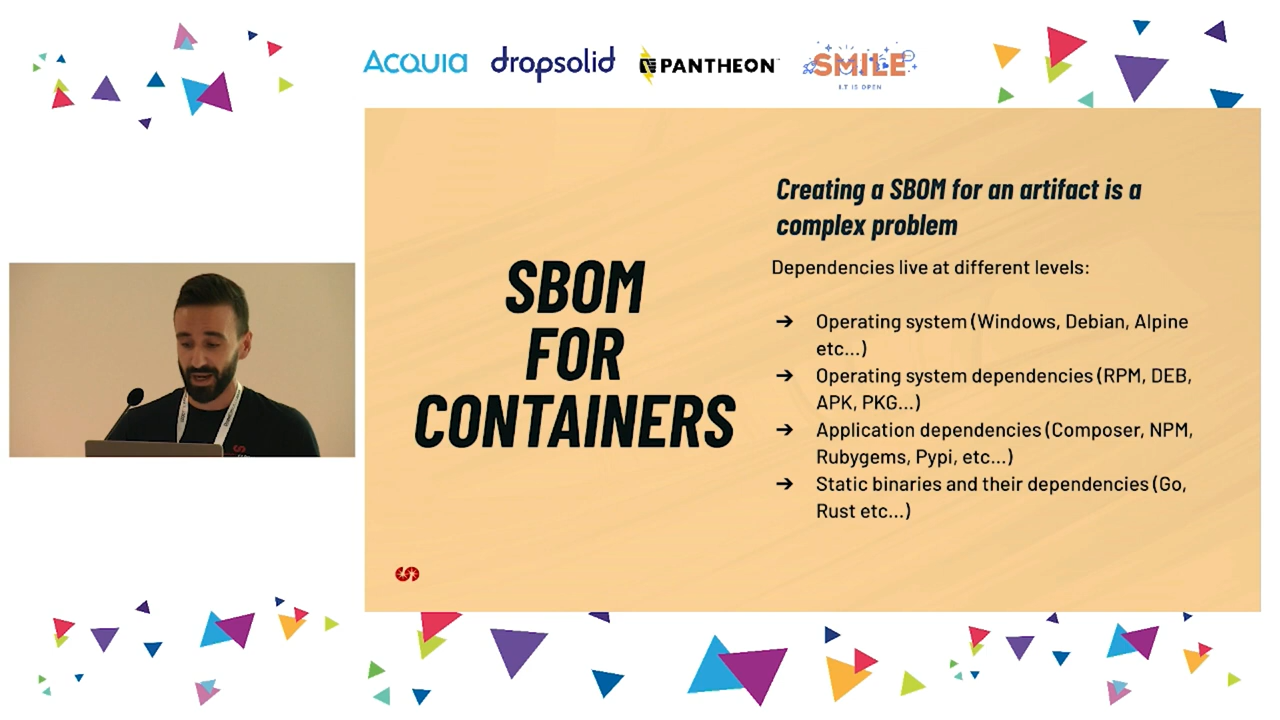 ACQUIA
dropsolid
PANTHEON
SMILE
I.T IS OPEN
Creating a SBOM for an artifact is a
complex problem
SBOM
FOR
CONTAINERS
Dependencies live at different levels:
➔ Operating system (Windows, Debian, Alpine
etc...)
➔ Operating system dependencies (RPM, DEB,
APK, PKG...)
➔ Application dependencies (Composer, NPM,
Rubygems, Pypi, etc...)
➔ Static binaries and their dependencies (Go,
Rust etc...)